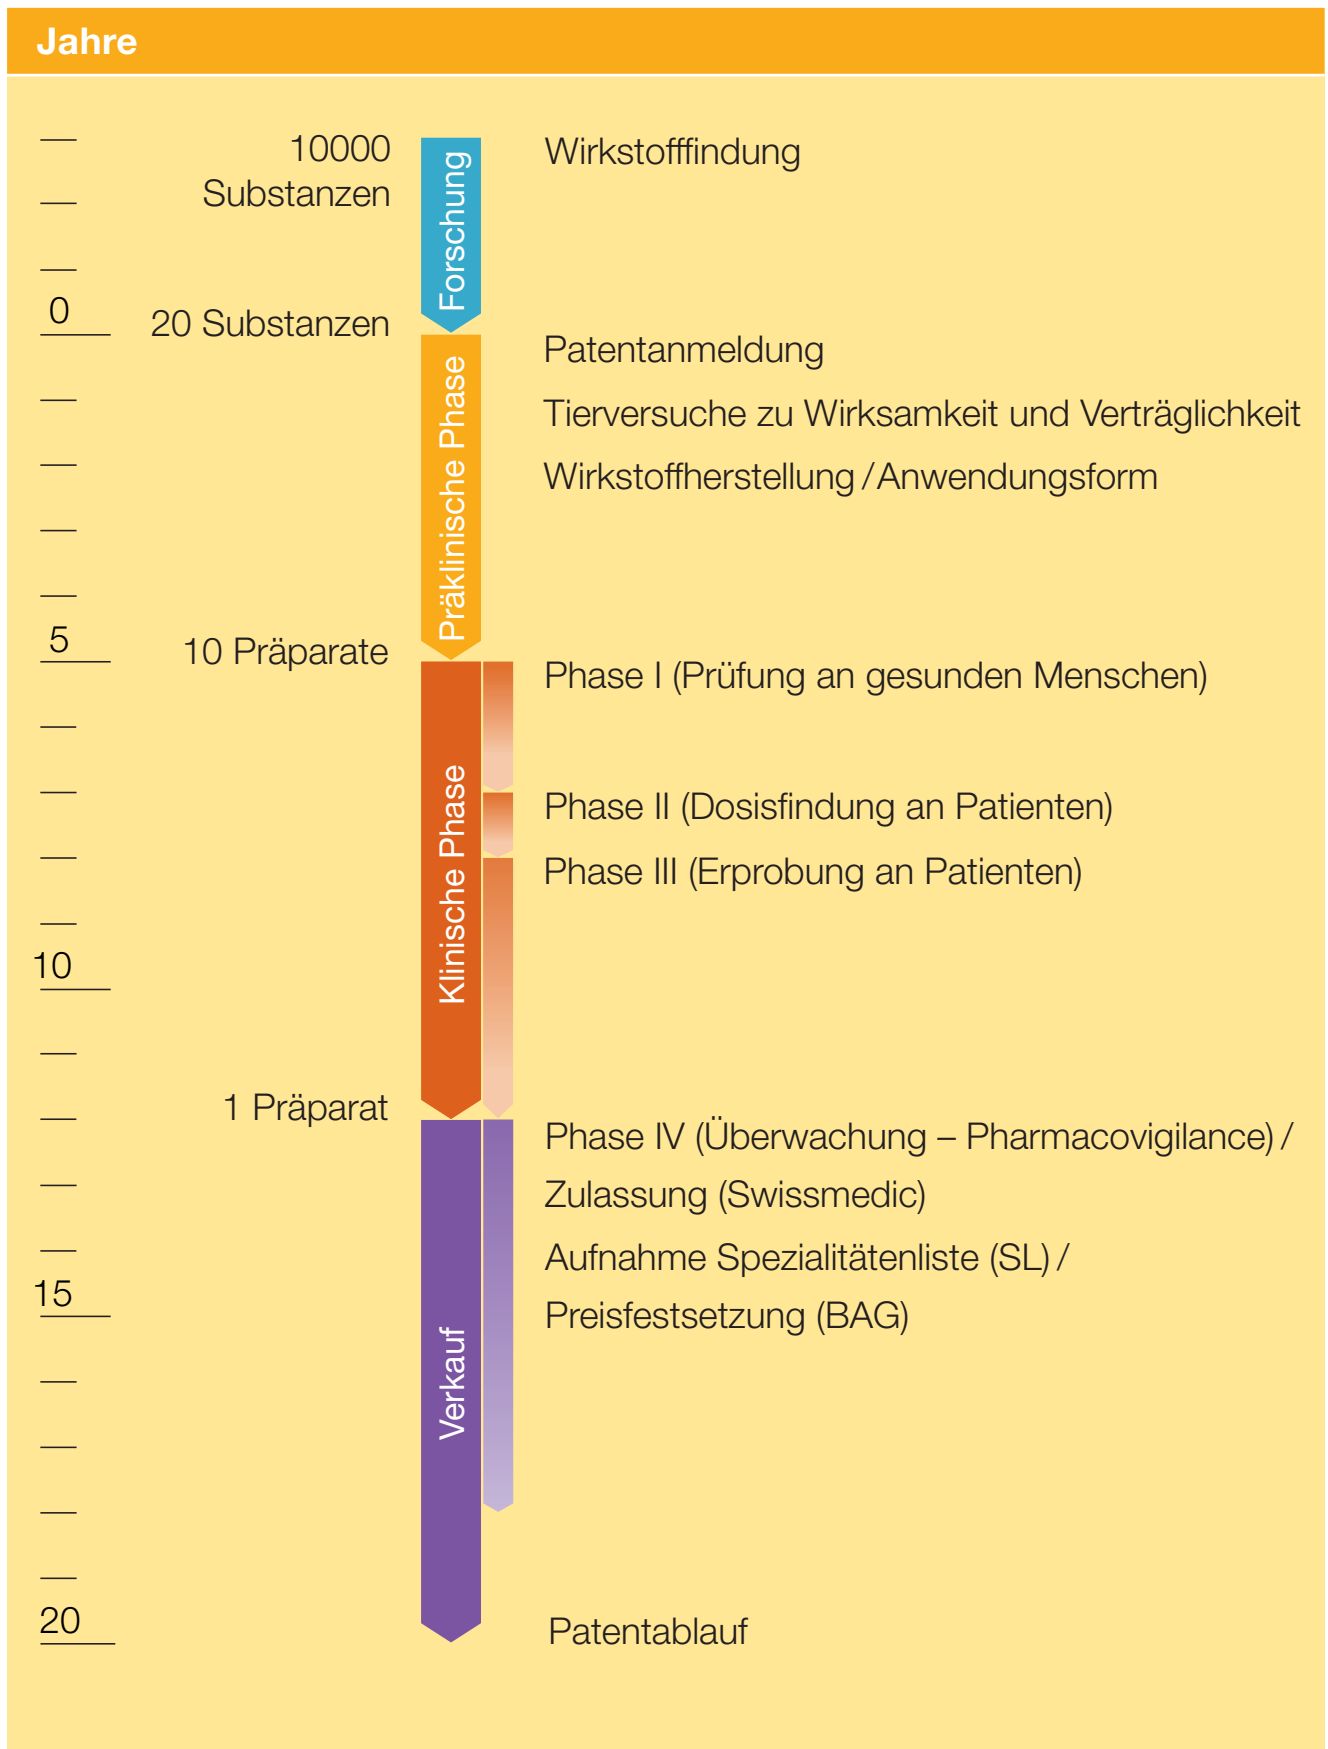 Jahre
10000
Substanzen
Forschung
Wirkstofffindung
0
20 Substanzen
Präklinische Phase
Patentanmeldung
Tierversuche zu Wirksamkeit und Verträglichkeit
Wirkstoffherstellung / Anwendungsform
5
10 Präparate
Klinische Phase
Phase I (Prüfung an gesunden Menschen)
Phase II (Dosisfindung an Patienten)
Phase III (Erprobung an Patienten)
10
1 Präparat
Verkauf
Phase IV (Überwachung – Pharmacovigilance) /
Zulassung (Swissmedic)
Aufnahme Spezialitätenliste (SL) /
Preisfestsetzung (BAG)
15
20
Patentablauf